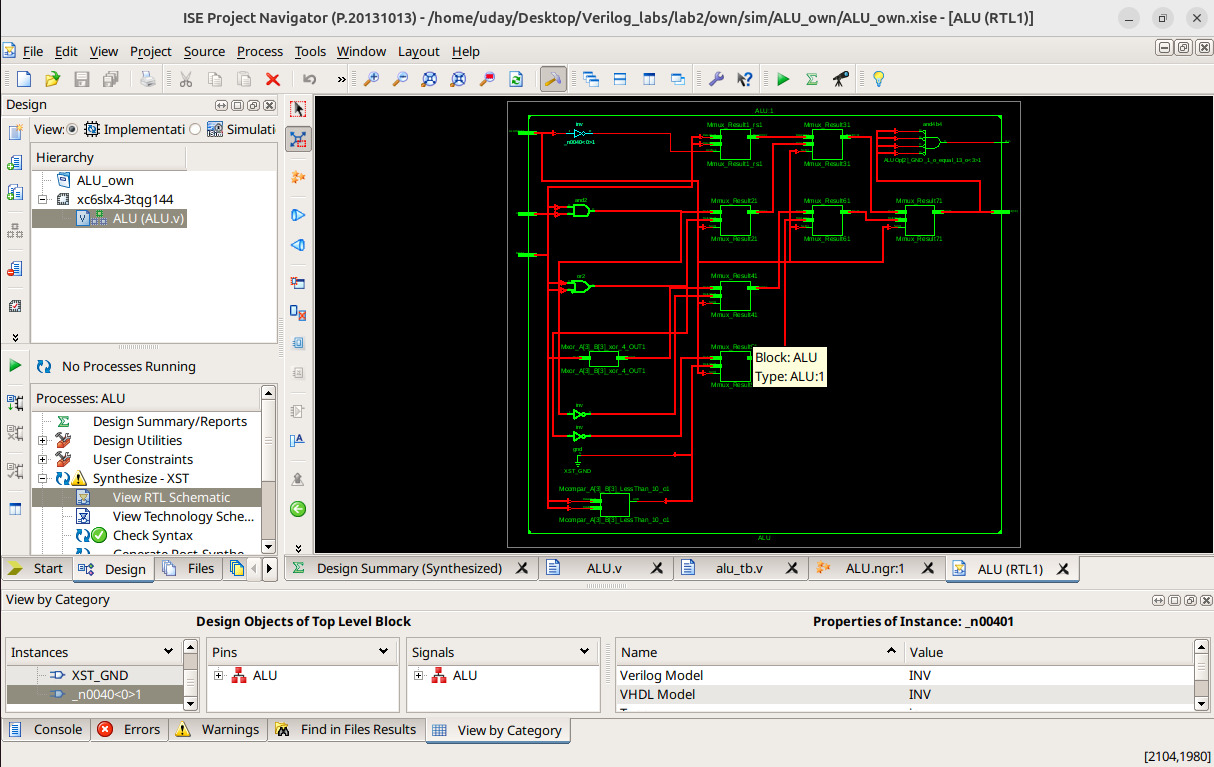 ISE Project Navigator (P.20131013) - /home/uday/Desktop/Verilog_labs/lab2/own/sim/ALU_own/ALU_own.xise - [ALU (RTL1)]
File Edit View Project Source Process Tools Window Layout Help
»
Design
View: Implementati Simulati
Hierarchy
ALU_own
xc6slx4-3tqg144
ALU (ALU.v)
No Processes Running
Processes: ALU
Design Summary/Reports
Design Utilities
User Constraints
Synthesize - XST
View RTL Schematic
View Technology Sche...
Check Syntax
Generate Post-Synthe
Start Design Files
ALU:1
inv
_n0040<0>1
Mmux_Result1_rs1
Mmux_Result1_rs1
Mmux_Result31
Mmux_Result31
and4b4
and2
Mmux_Result21
Mmux_Result21
Mmux_Result61
Mmux_Result61
Mmux_Result71
Mmux_Result71
or2
Mmux_Result41
Mmux_Result41
Mxor_A[3]_B[3]_xor_4_OUT1
Mxor_A[3]_B[3]_xor_4_OUT1
Block: ALU
Type: ALU:1
inv
inv
gnd
XST_GND
Mcompar_A[3]_B[3]_LessThan_10_o1
Mcompar_A[3]_B[3]_LessThan_10_o1
ALU
Design Summary (Synthesized) ALU.v alu_tb.v ALU.ngr:1 ALU (RTL1)
View by Category
Design Objects of Top Level Block
Properties of Instance: _n00401
Instances
XST_GND
_n0040<0>1
Pins
ALU
Signals
ALU
Name Value
Verilog Model INV
VHDL Model INV
Console Errors Warnings Find in Files Results View by Category
[2104,1980]